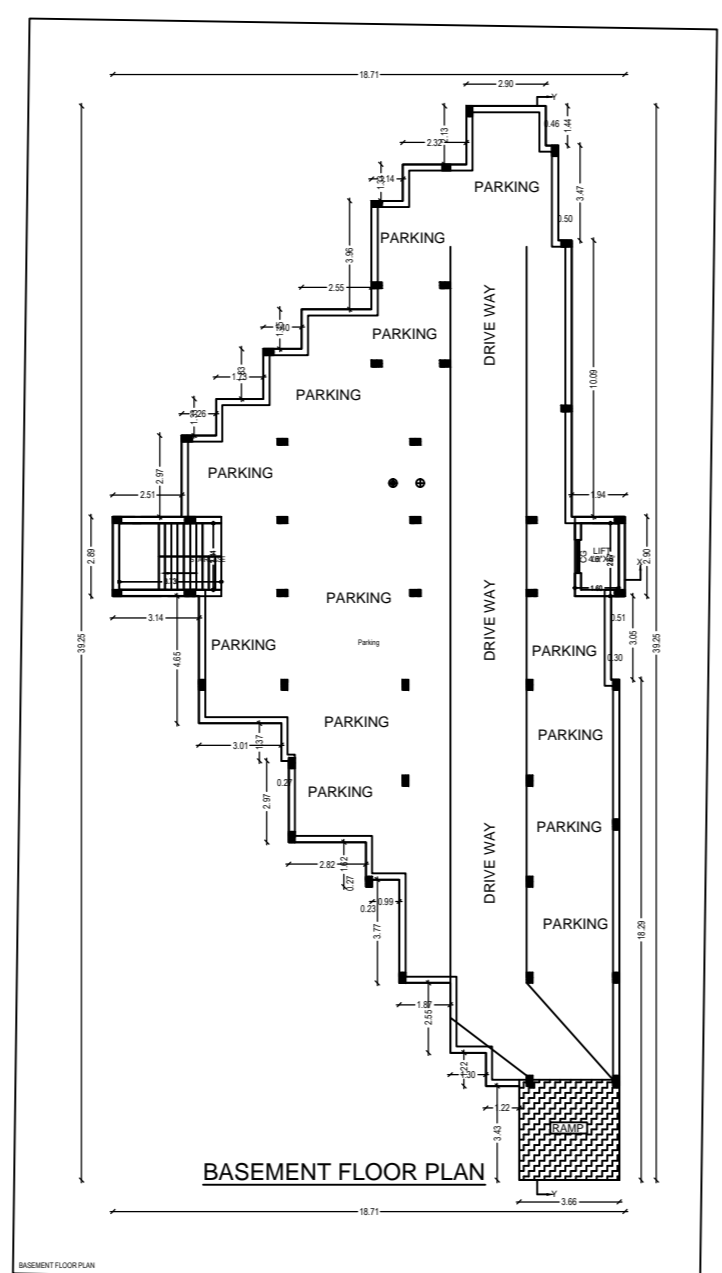 18.71
2.90
Y
0.46
1.44
2.13
2.32
3.47
PARKING
1.14
0.50
PARKING
3.96
2.55
DRIVE WAY
PARKING
1.40
10.09
1.73
PARKING
1.26
2.97
PARKING
2.51
1.94
2.89
CG
LIFT
2.90
X
39.25
39.25
3.14
PARKING
0.51
3.05
DRIVE WAY
4.65
PARKING
Parking
PARKING
0.30
3.01
1.37
PARKING
PARKING
0.27
2.97
PARKING
PARKING
2.82
1.62
DRIVE WAY
0.27
0.99
0.23
3.77
PARKING
18.29
1.87
2.55
1.30
1.22
1.22
3.43
RAMP
BASEMENT FLOOR PLAN
3.66
Y
18.71
BASEMENT FLOOR PLAN